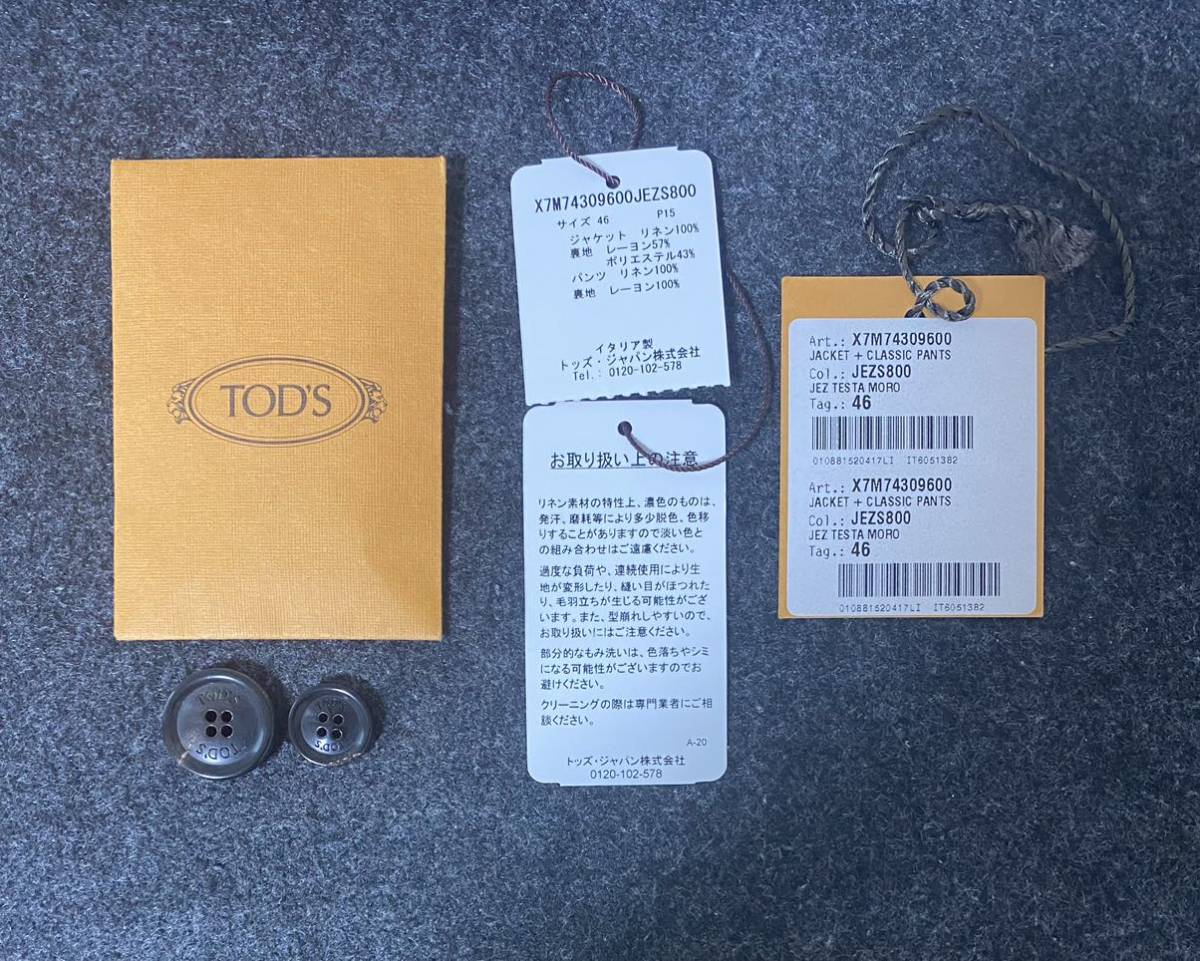 TOD'S
TOD'S
TOD'S
TOD'S
TOD'S
X7M74309600JEZS800
サイズ 46 P15
ジャケット リネン100%
裏地 レーヨン57%
ポリエステル43%
パンツ リネン100%
裏地 レーヨン100%
イタリア製
トッズ・ジャパン株式会社
Tel.: 0120-102-578
お取り扱い上の注意
リネン素材の特性上、濃色のものは、
発汗、磨耗等により多少脱色、色移
りすることがありますので淡い色と
の組み合わせはご遠慮ください。
過度な負荷や、連続使用により生
地が変形したり、縫い目がほつれた
り、毛羽立ちが生じる可能性がござ
います。また、型崩れしやすいので、
お取り扱いにはご注意ください。
部分的なもみ洗いは、色落ちやシミ
になる可能性がございますのでお
避けください。
クリーニングの際は専門業者にご相
談ください。
A-20
トッズ・ジャパン株式会社
0120-102-578
Art.: X7M74309600
JACKET + CLASSIC PANTS
Col.: JEZS800
JEZ TESTA MORO
Tag.: 46
010881520417LI IT6051382
Art.: X7M74309600
JACKET + CLASSIC PANTS
Col.: JEZS800
JEZ TESTA MORO
Tag.: 46
010881520417LI IT6051382